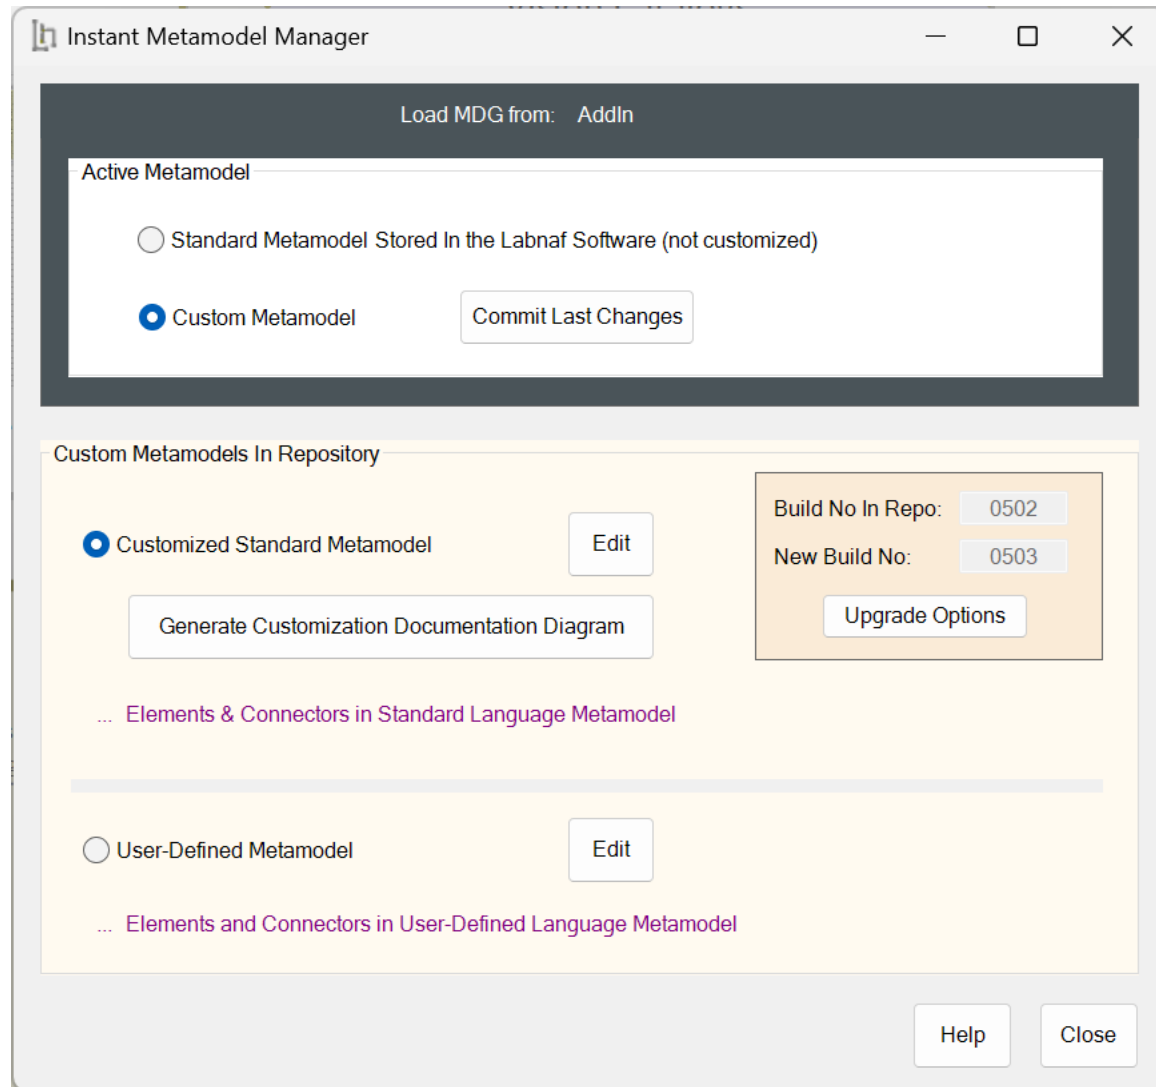 Instant Metamodel Manager
Load MDG from: AddIn
Active Metamodel
Standard Metamodel Stored In the Labnaf Software (not customized)
Custom Metamodel
Commit Last Changes
Custom Metamodels In Repository
Build No In Repo: 0502
Customized Standard Metamodel
Edit
New Build No: 0503
Generate Customization Documentation Diagram
Upgrade Options
... Elements & Connectors in Standard Language Metamodel
User-Defined Metamodel
Edit
... Elements and Connectors in User-Defined Language Metamodel
Help
Close